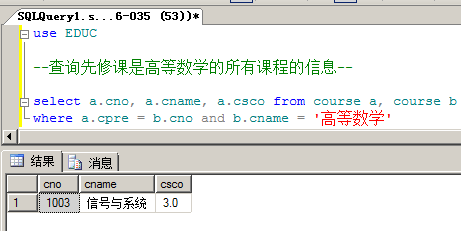 SQLQuery1.s...6-035 (53))*
use EDUC
--查询先修课是高等数学的所有课程的信息--
select a.cno, a.cname, a.csco from course a, course b
where a.cpre = b.cno and b.cname = '高等数学'
结果 消息
cno cname csco
1 1003 信号与系统 3.0